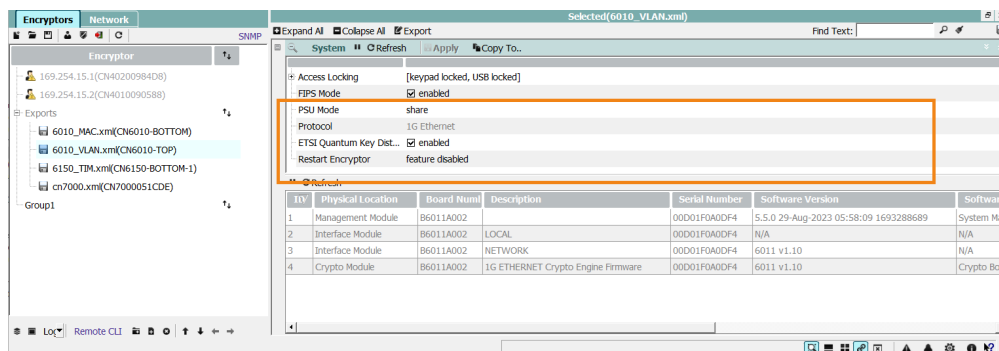 Encryptors Network
Selected(6010_VLAN.xml)
SNMP
Expand All Collapse All Export Find Text:
System Refresh Apply Copy To..
Encryptor
169.254.15.1(CN40200984D8)
169.254.15.2(CN4010090588)
Exports
6010_MAC.xml(CN6010-BOTTOM)
6010_VLAN.xml(CN6010-TOP)
6150_TIM.xml(CN6150-BOTTOM-1)
cn7000.xml(CN7000051CDE)
Group1
Access Locking [keypad locked, USB locked]
FIPS Mode enabled
PSU Mode share
Protocol 1G Ethernet
ETSI Quantum Key Dist... enabled
Restart Encryptor feature disabled
Refresh
Physical Location Board Numl Description Serial Number Software Version Softwar
1 Management Module B6011A002 00D01F0A0DF4 5.5.0 29-Aug-2023 05:58:09 1693288689 System Ma
2 Interface Module B6011A002 LOCAL 00D01F0A0DF4 N/A N/A
3 Interface Module B6011A002 NETWORK 00D01F0A0DF4 6011 v1.10 N/A
4 Crypto Module B6011A002 1G ETHERNET Crypto Engine Firmware 00D01F0A0DF4 6011 v1.10 Crypto Bo
Remote CLI